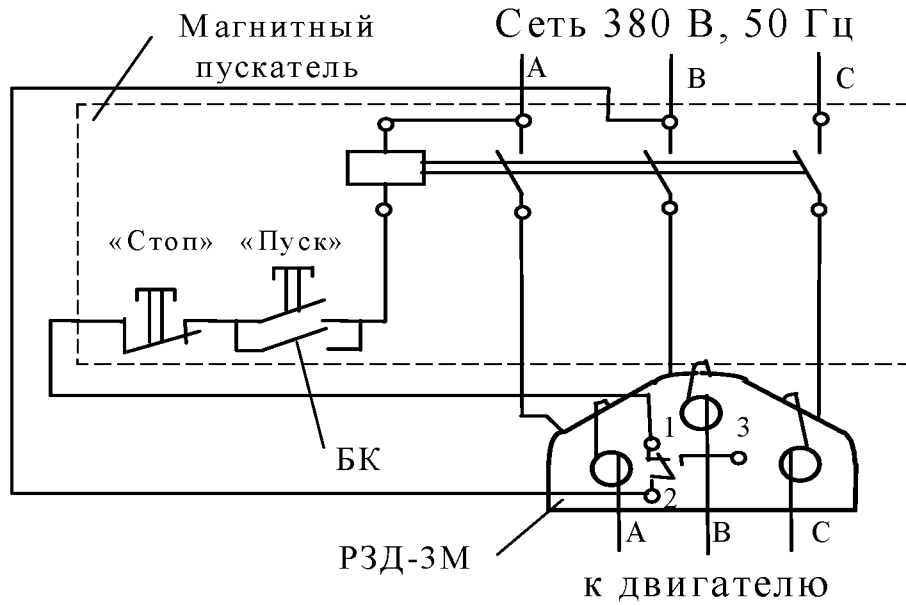 Магнитный
пускатель
Сеть 380 В, 50 Гц
А В С
«Стоп» «Пуск»
БК
1 3
2
А В С
РЗД-3М
к двигателю